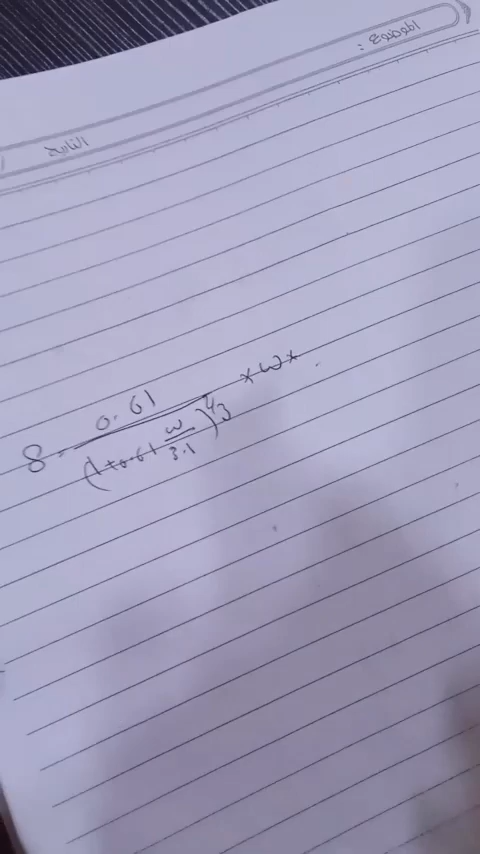 الموضوع :
التاريخ /
8 = 0.61 / (1+0.61 w/3.1)^4/3 * w *